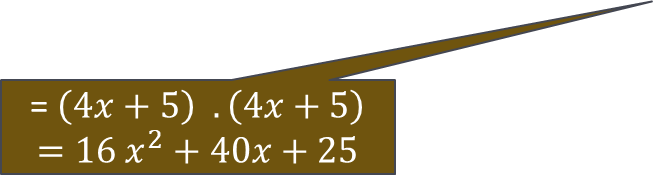 = (4x + 5) .(4x + 5)
= 16 x² + 40x + 25